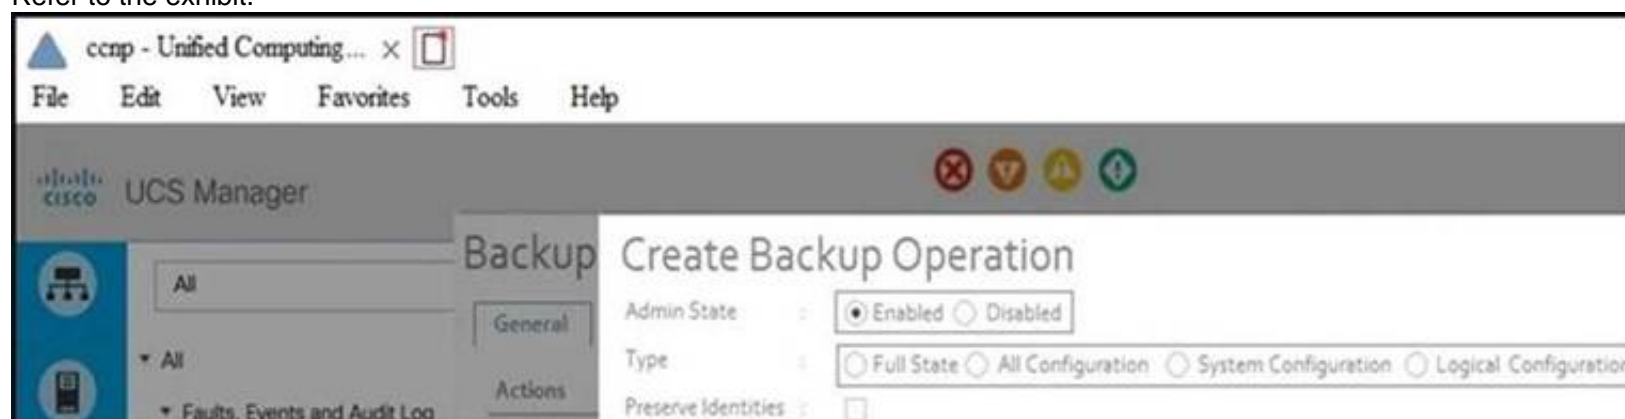 Refer to the exhibit.
ccnp - Unified Computing...
File Edit View Favorites Tools Help
cisco UCS Manager
Backup
Create Backup Operation
All
General
Admin State : Enabled Disabled
All
Type : Full State All Configuration System Configuration Logical Configuration
Actions
Faults, Events and Audit Log
Preserve Identities :